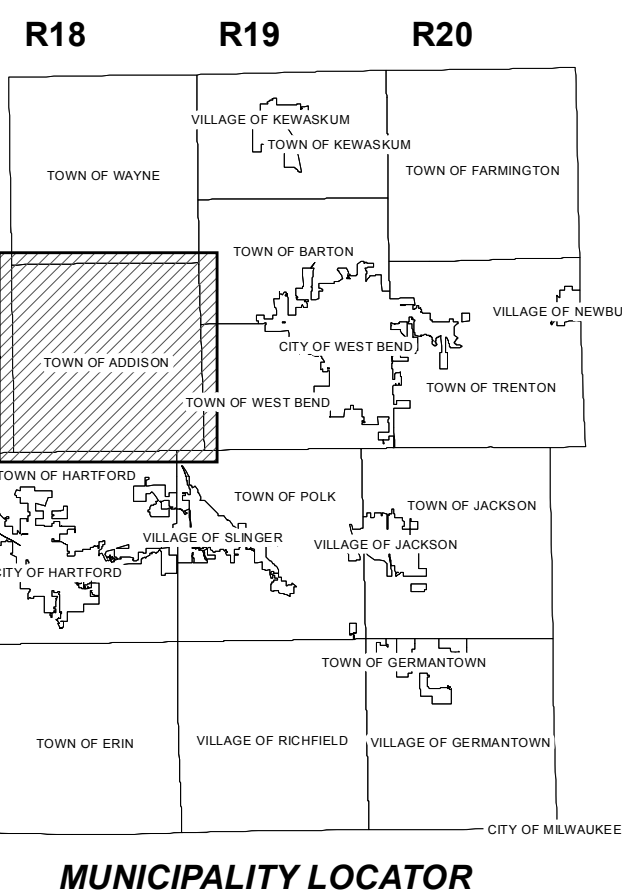 R18 R19 R20
VILLAGE OF KEWASKUM
TOWN OF KEWASKUM
TOWN OF WAYNE
TOWN OF FARMINGTON
TOWN OF BARTON
VILLAGE OF NEWBU
CITY OF WEST BEND
TOWN OF ADDISON
TOWN OF TRENTON
TOWN OF WEST BEND
TOWN OF HARTFORD
TOWN OF POLK
TOWN OF JACKSON
VILLAGE OF SLINGER
VILLAGE OF JACKSON
CITY OF HARTFORD
TOWN OF GERMANTOWN
TOWN OF ERIN
VILLAGE OF RICHFIELD
VILLAGE OF GERMANTOWN
CITY OF MILWAUKEE
MUNICIPALITY LOCATOR